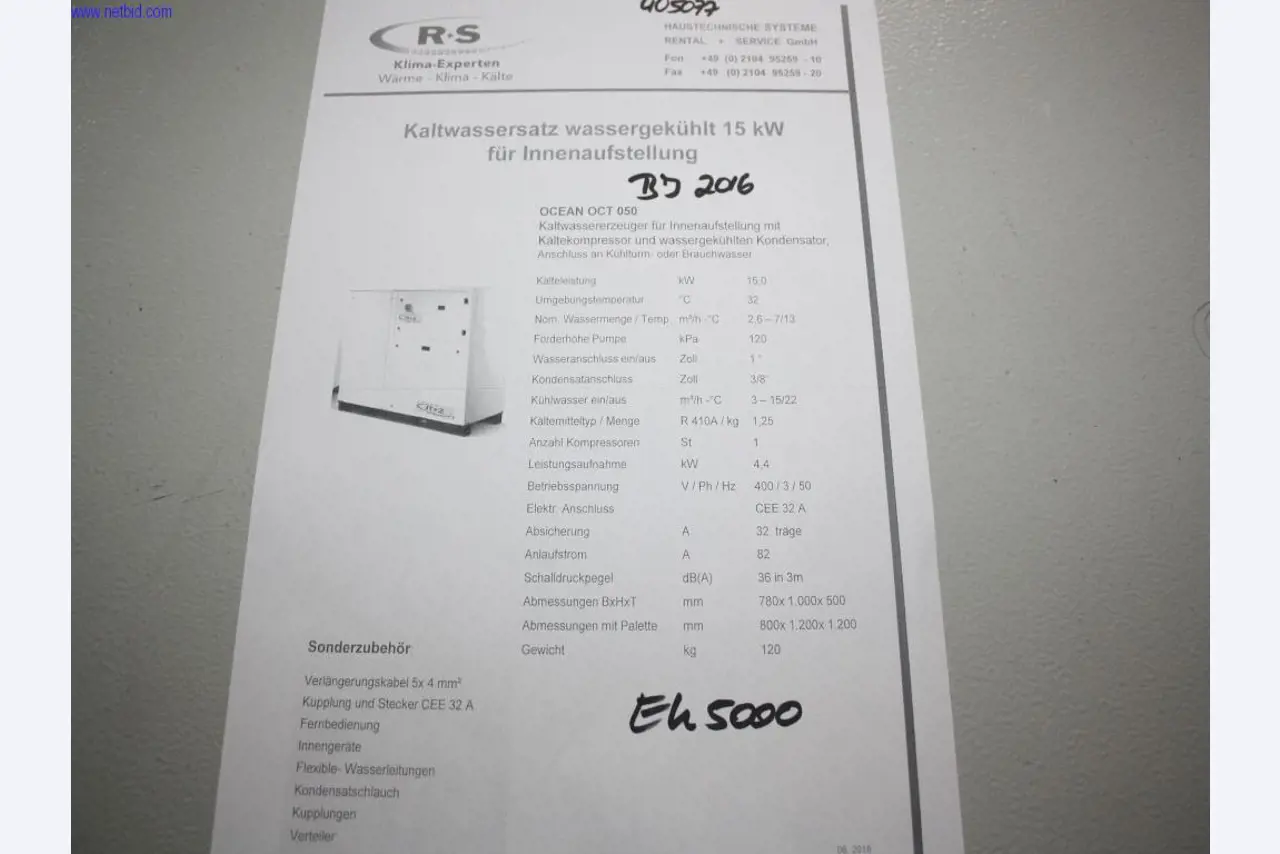 www.netbid.com
405077
R·S
Klima-Experten
Wärme - Klima - Kälte
HAUSTECHNISCHE SYSTEME
RENTAL + SERVICE GmbH
Fon +49 (0) 2104 95259 - 10
Fax +49 (0) 2104 95259 - 20
Kaltwassersatz wassergekühlt 15 kW
für Innenaufstellung
BJ 2016
OCEAN OCT 050
Kaltwassererzeuger für Innenaufstellung mit
Kältekompressor und wassergekühlten Kondensator,
Anschluss an Kühlturm- oder Brauchwasser
Kälteleistung kW 15,0
Umgebungstemperatur °C 32
Nom. Wassermenge / Temp. m³/h -°C 2,6 – 7/13
Förderhöhe Pumpe kPa 120
Wasseranschluss ein/aus Zoll 1 "
Kondensatanschluss Zoll 3/8"
Kühlwasser ein/aus m³/h -°C 3 – 15/22
Kältemitteltyp / Menge R 410A / kg 1,25
Anzahl Kompressoren St 1
Leistungsaufnahme kW 4,4
Betriebsspannung V / Ph / Hz 400 / 3 / 50
Elektr. Anschluss CEE 32 A
Absicherung A 32 träge
Anlaufstrom A 82
Schalldruckpegel dB(A) 36 in 3m
Abmessungen BxHxT mm 780x 1.000x 500
Abmessungen mit Palette mm 800x 1.200x 1.200
Gewicht kg 120
Sonderzubehör
Verlängerungskabel 5x 4 mm²
Kupplung und Stecker CEE 32 A
Fernbedienung
Innengeräte
Flexible- Wasserleitungen
Kondensatschlauch
Kupplungen
Verteiler
Eh 5000